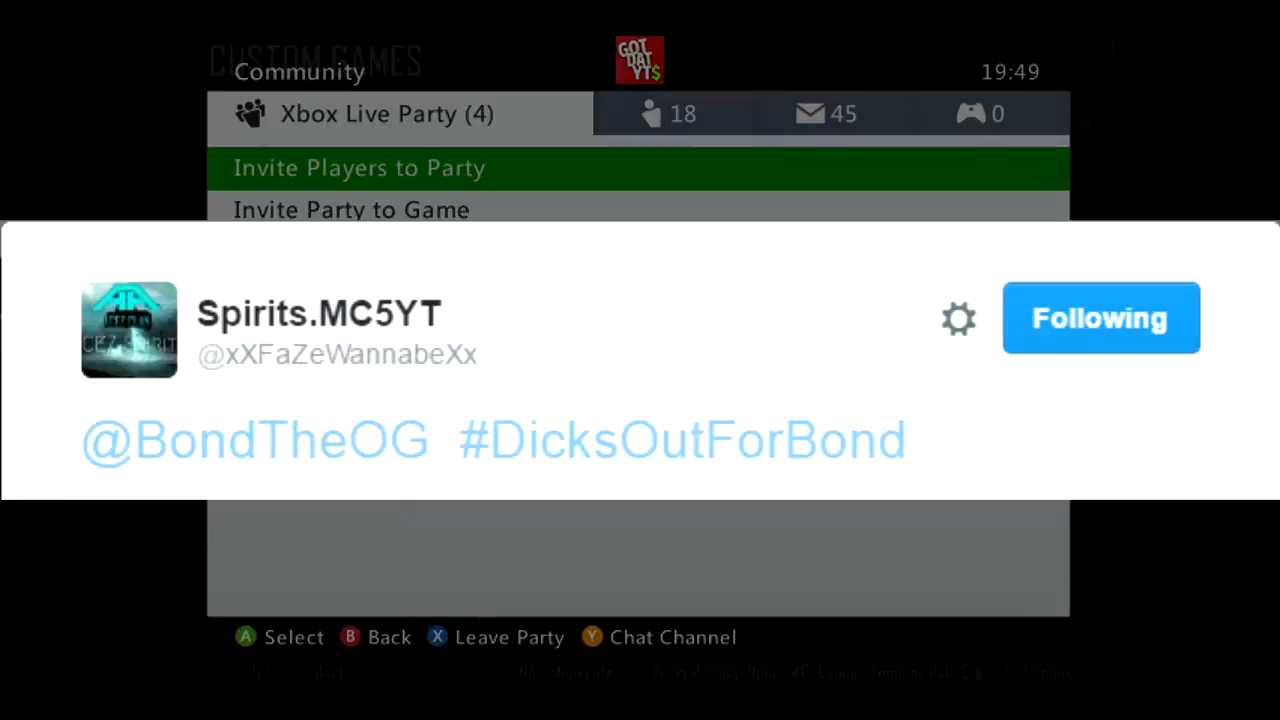 CUSTOM GAMES
Community
GOT
DAT
YT$
19:49
Xbox Live Party (4)
18
45
0
Invite Players to Party
Invite Party to Game
Spirits.MC5YT
@xXFaZeWannabeXx
Following
@BondTheOG #DicksOutForBond
A Select B Back X Leave Party Y Chat Channel